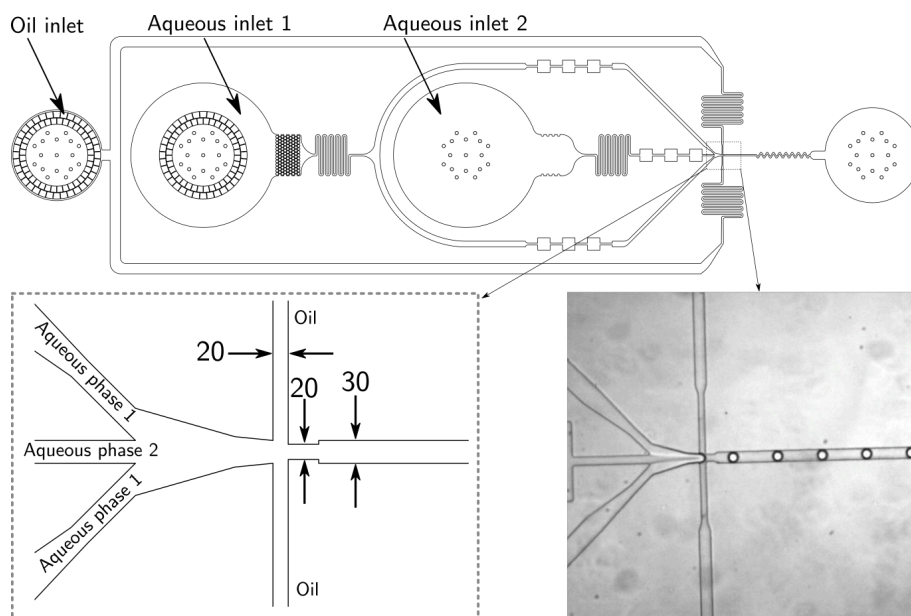 Oil inlet
Aqueous inlet 1
Aqueous inlet 2
Aqueous phase 1
Oil
20
20
30
Aqueous phase 2
Aqueous phase 1
Oil